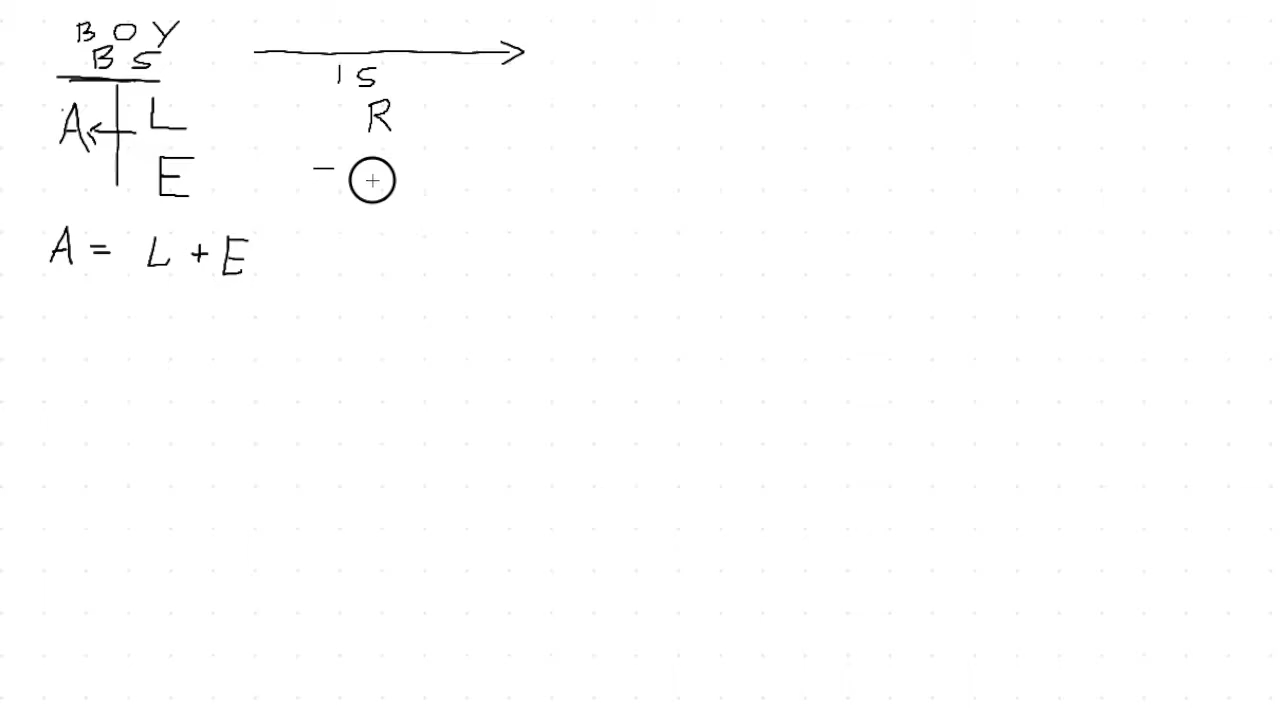 BOY
BS
A L
E
A = L + E
IS
R
-